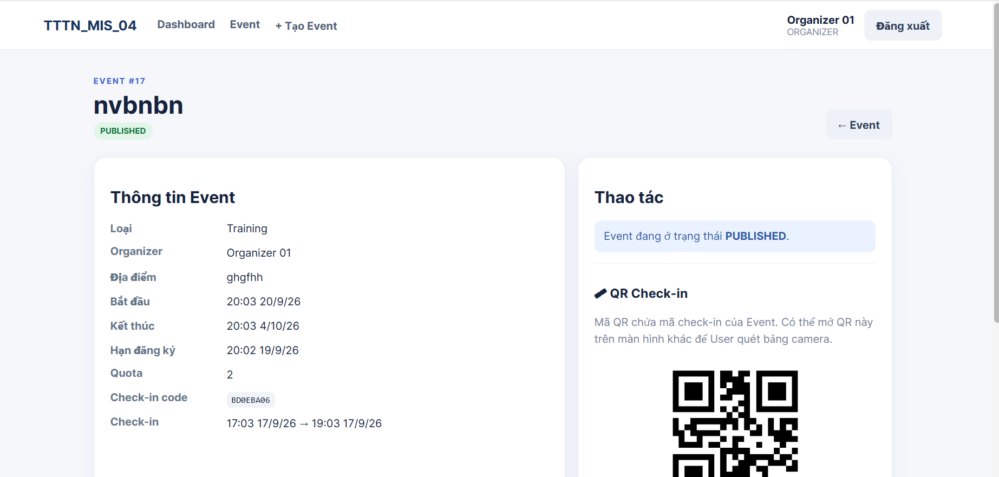 TTTN_MIS_04
Dashboard
Event
+ Tạo Event
Organizer 01
ORGANIZER
Đăng xuất
EVENT #17
nvbnbn
PUBLISHED
← Event
Thông tin Event
Loại Training
Organizer Organizer 01
Địa điểm ghgfhh
Bắt đầu 20:03 20/9/26
Kết thúc 20:03 4/10/26
Hạn đăng ký 20:02 19/9/26
Quota 2
Check-in code BD0EBA06
Check-in 17:03 17/9/26 → 19:03 17/9/26
Thao tác
Event đang ở trạng thái PUBLISHED.
QR Check-in
Mã QR chứa mã check-in của Event. Có thể mở QR này
trên màn hình khác để User quét bằng camera.